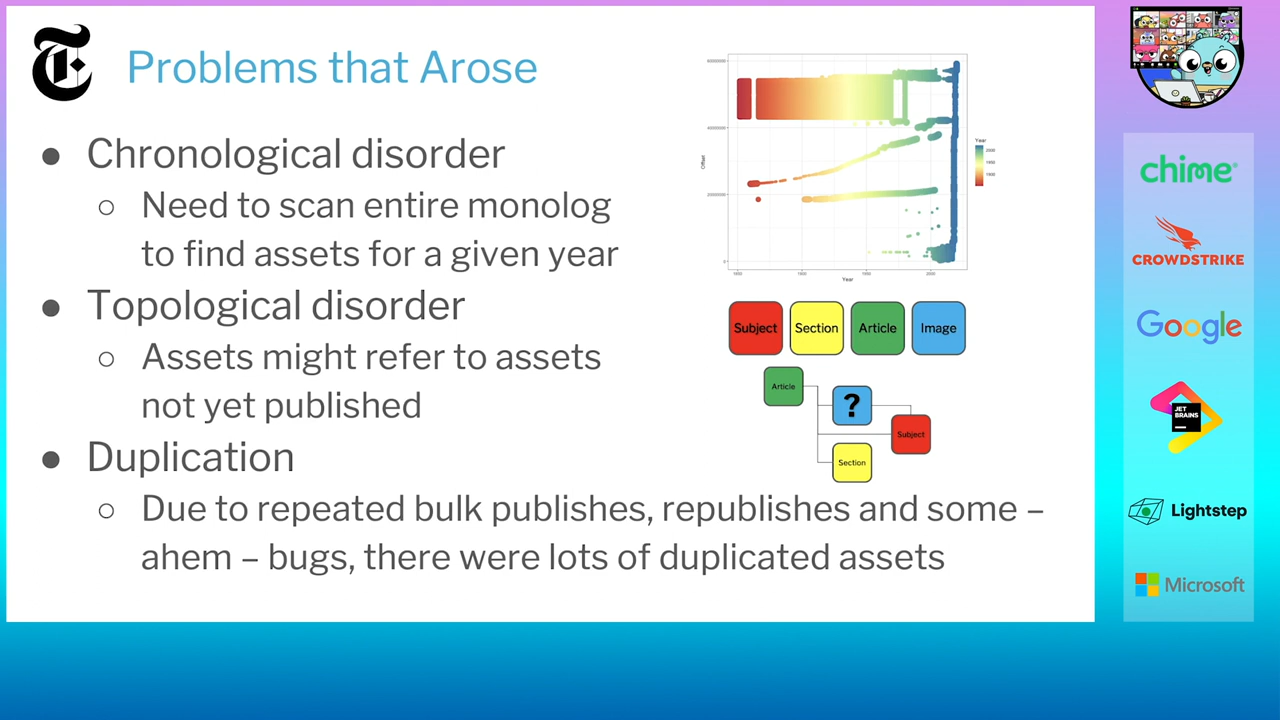 Problems that Arose
● Chronological disorder
○ Need to scan entire monolog
to find assets for a given year
● Topological disorder
○ Assets might refer to assets
not yet published
● Duplication
○ Due to repeated bulk publishes, republishes and some –
ahem – bugs, there were lots of duplicated assets
Offset
Year
Year
Subject
Section
Article
Image
Article
?
Subject
Section
chime
CROWDSTRIKE
Google
JET
BRAINS
Lightstep
Microsoft